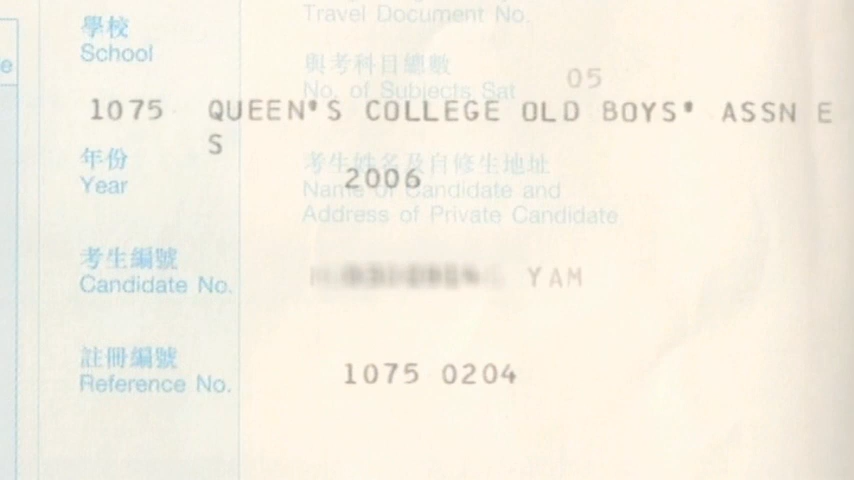 Travel Document No.
學校
School
e
與考科目總數
No. of Subjects Sat
05
1075 QUEEN'S COLLEGE OLD BOYS' ASSN E
S
年份
Year
2006
考生姓名及自修生地址
Name of Candidate and
Address of Private Candidate
考生編號
Candidate No.
YAM
註冊編號
Reference No.
1075 0204